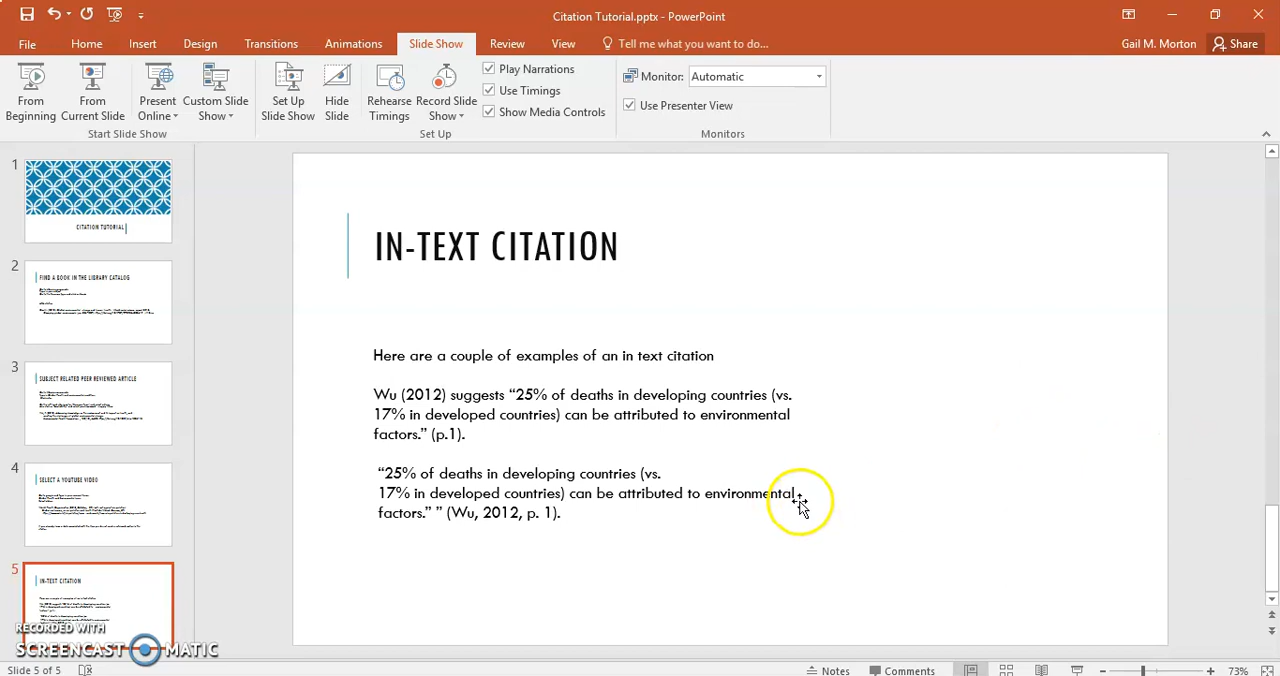 Citation Tutorial.pptx - PowerPoint
File Home Insert Design Transitions Animations Slide Show Review View Tell me what you want to do... Gail M. Morton Share
From Beginning
From Current Slide
Present Online
Custom Slide Show
Start Slide Show
Set Up Slide Show
Hide Slide
Rehearse Timings
Record Slide Show
Play Narrations
Use Timings
Show Media Controls
Set Up
Monitor: Automatic
Use Presenter View
Monitors
1
CITATION TUTORIAL
2
FIND A BOOK IN THE LIBRARY CATALOG
3
SUBJECT RELATED PEER REVIEWED ARTICLE
4
SELECT A YOUTUBE VIDEO
5
IN-TEXT CITATION
IN-TEXT CITATION
Here are a couple of examples of an in text citation
Wu (2012) suggests “25% of deaths in developing countries (vs.
17% in developed countries) can be attributed to environmental
factors.” (p.1).
“25% of deaths in developing countries (vs.
17% in developed countries) can be attributed to environmental
factors.” ” (Wu, 2012, p. 1).
RECORDED WITH
SCREENCAST MATIC
Slide 5 of 5 Notes Comments 73%